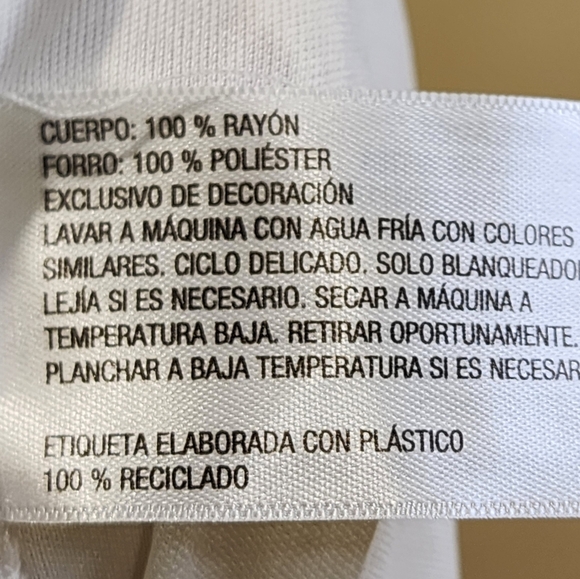 CUERPO: 100 % RAYÓN
FORRO: 100 % POLIÉSTER
EXCLUSIVO DE DECORACIÓN
LAVAR A MÁQUINA CON AGUA FRÍA CON COLORES
SIMILARES. CICLO DELICADO. SOLO
LEJÍA SI ES NECESARIO. SECAR A MÁQUINA A
TEMPERATURA BAJA. RETIRAR OPORTUNAMENTE.
PLANCHAR A BAJA TEMPERATURA SI ES
ETIQUETA ELABORADA CON PLÁSTICO
100 % RECICLADO